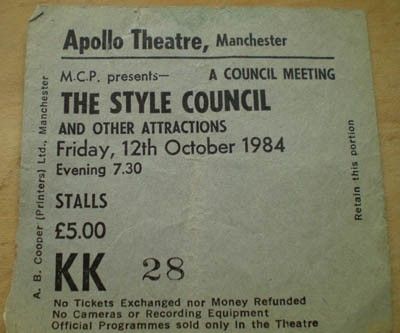 Apollo Theatre, Manchester
M.C.P. presents— A COUNCIL MEETING
THE STYLE COUNCIL
AND OTHER ATTRACTIONS
Friday, 12th October 1984
Evening 7.30
STALLS
£5.00
KK 28
No Tickets Exchanged nor Money Refunded
No Cameras or Recording Equipment
Official Programmes sold only in the Theatre
A. B. Cooper (Printers) Ltd., Manchester
Retain this portion